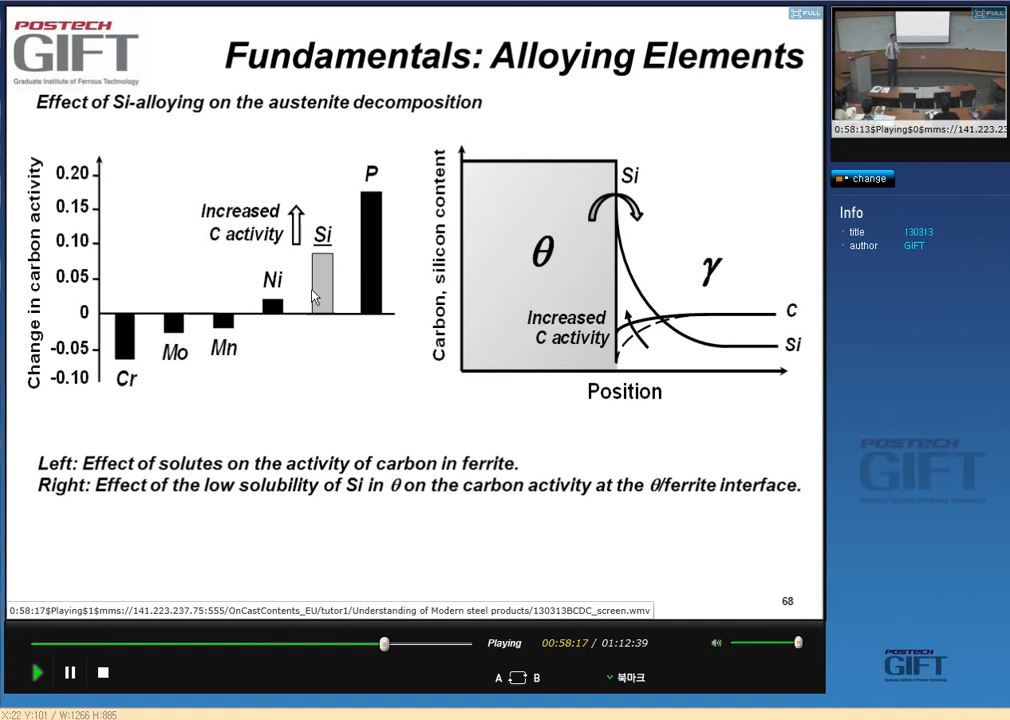 FULL
POSTECH
GIFT
Graduate Institute of Ferrous Technology
Fundamentals: Alloying Elements
Effect of Si-alloying on the austenite decomposition
Change in carbon activity
0.20
0.15
0.10
0.05
0
-0.05
-0.10
Increased
C activity
Cr
Mo
Mn
Ni
Si
P
Carbon, silicon content
Si
θ
γ
Increased
C activity
C
Si
Position
Left: Effect of solutes on the activity of carbon in ferrite.
Right: Effect of the low solubility of Si in θ on the carbon activity at the θ/ferrite interface.
68
0:58:17$Playing$1$mms://141.223.237.75:555/OnCastContents_EU/tutor1/Understanding of Modern steel products/130313BCDC_screen.wmv
Playing 00:58:17 / 01:12:39
A B 북마크
FULL
0:58:13$Playing$0$mms://141.223.23
change
Info
title 130313
author GIFT
POSTECH
GIFT
POSTECH
GIFT
X:22 Y:101 / W:1266 H:885